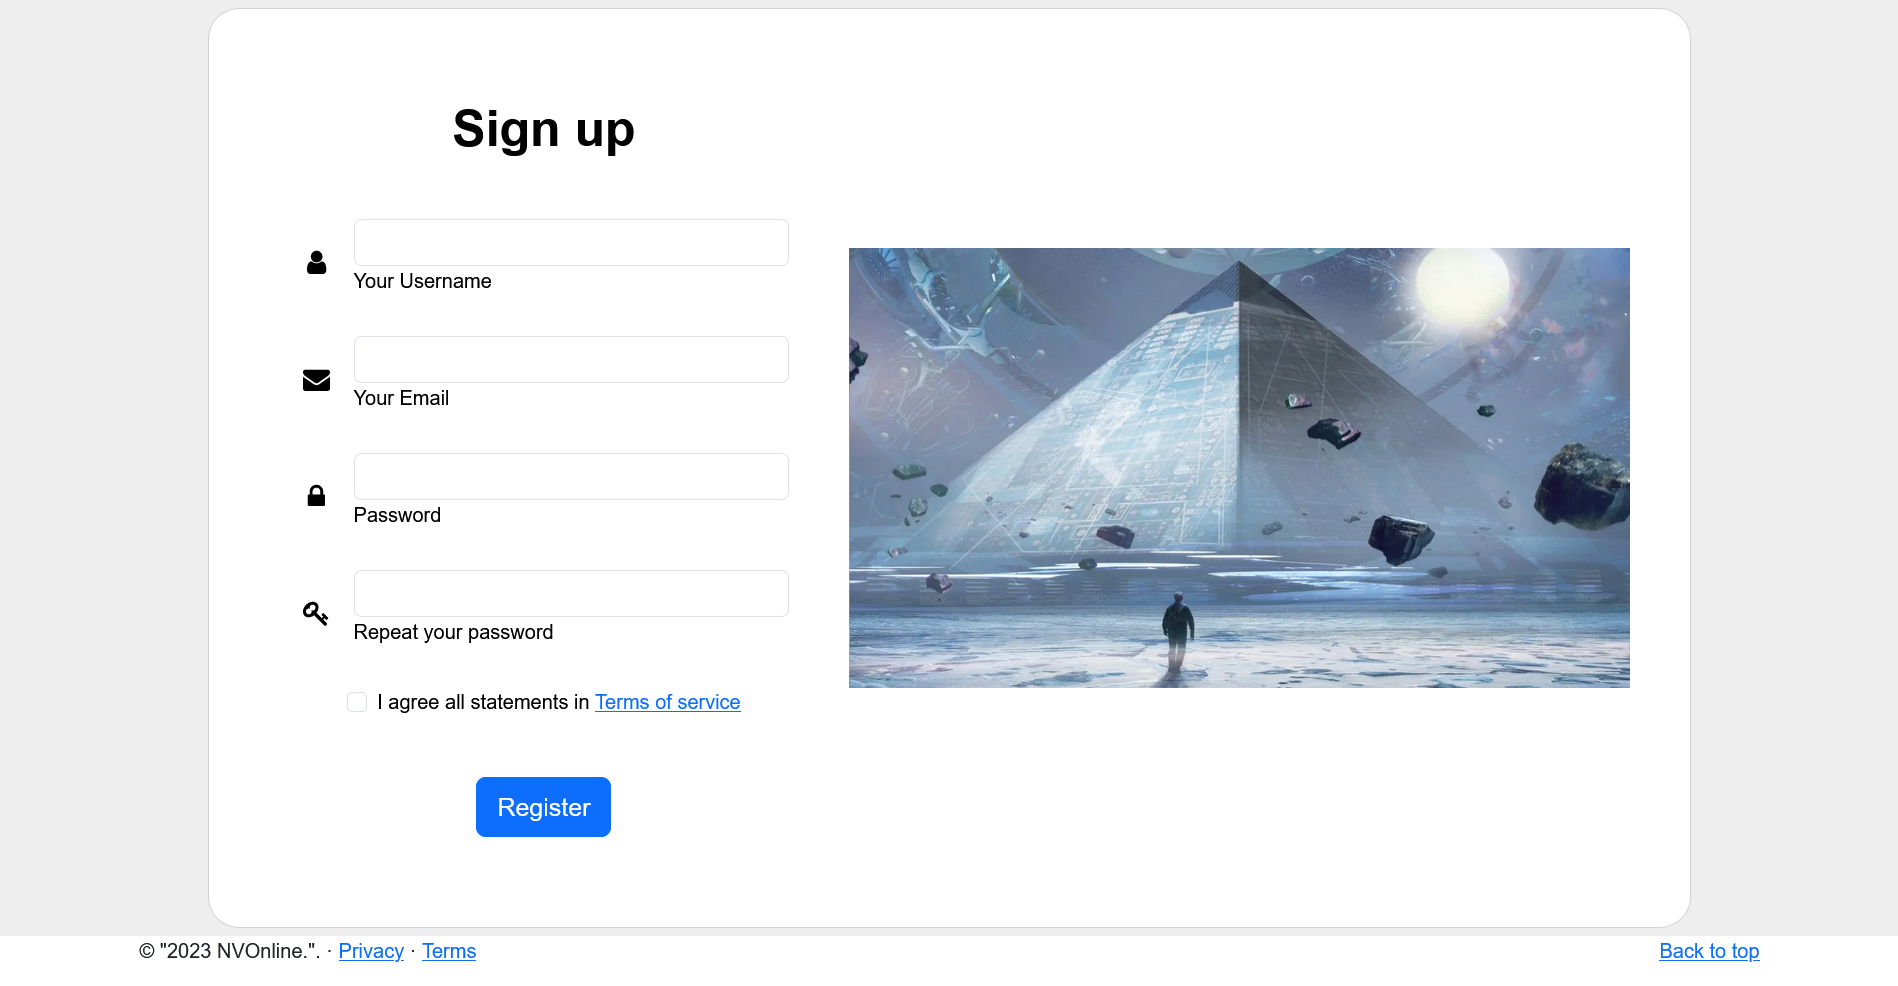 Sign up
Your Username
Your Email
Password
Repeat your password
I agree all statements in Terms of service
Register
© "2023 NVOnline.". · Privacy · Terms
Back to top